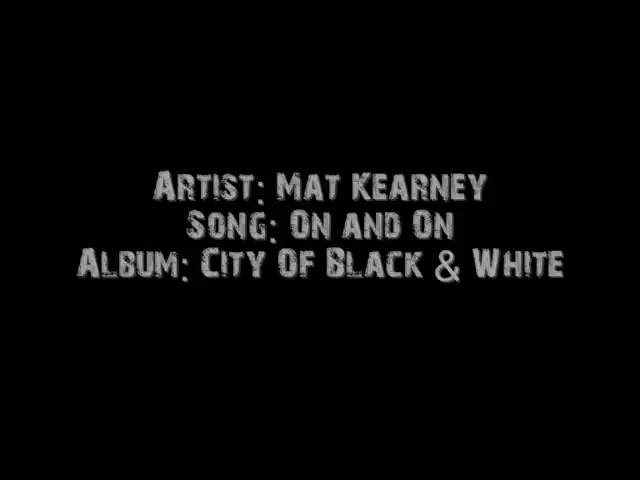 Artist: Mat Kearney
Song: On and On
Album: City Of Black & White